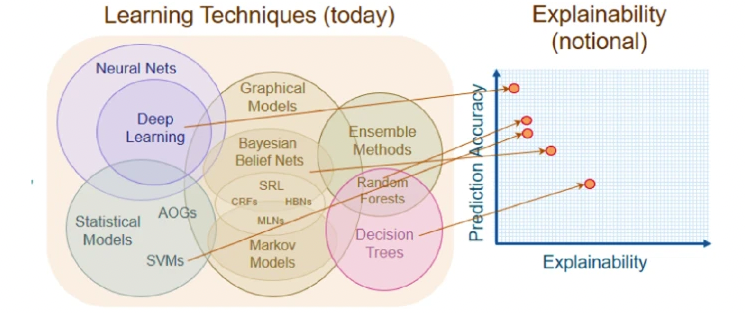 Learning Techniques (today)
Explainability
(notional)
Neural Nets
Deep
Learning
Graphical
Models
Bayesian
Belief Nets
SRL
CRFs
HBNs
MLNs
Markov
Models
Ensemble
Methods
Random
Forests
Decision
Trees
Statistical
Models
AOGs
SVMs
Prediction Accuracy
Explainability